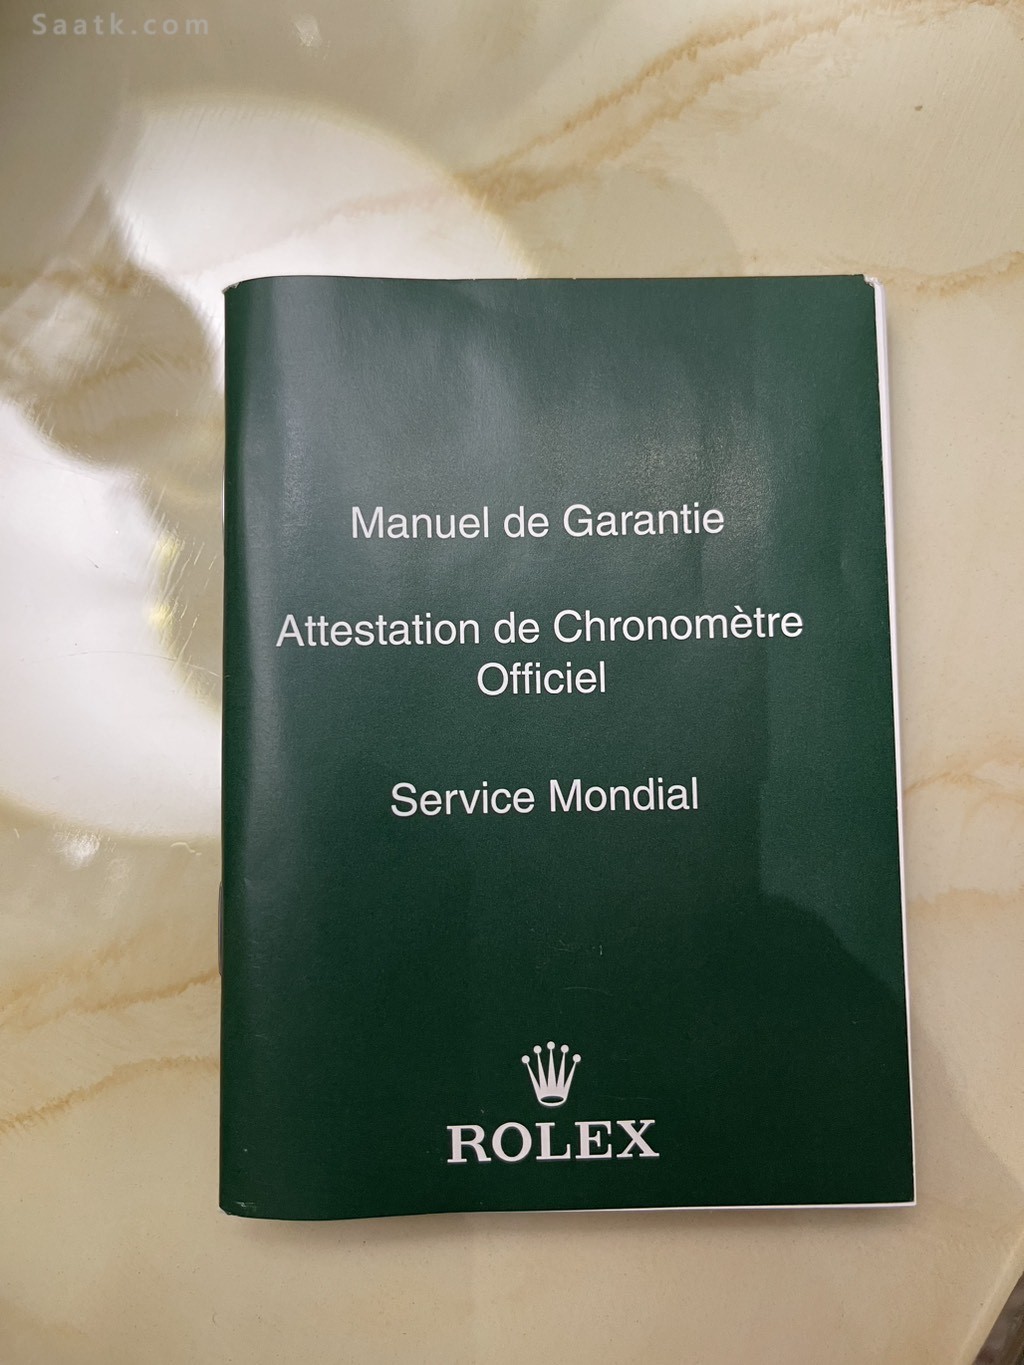 Saatk.com
Manuel de Garantie
Attestation de Chronomètre
Officiel
Service Mondial
ROLEX